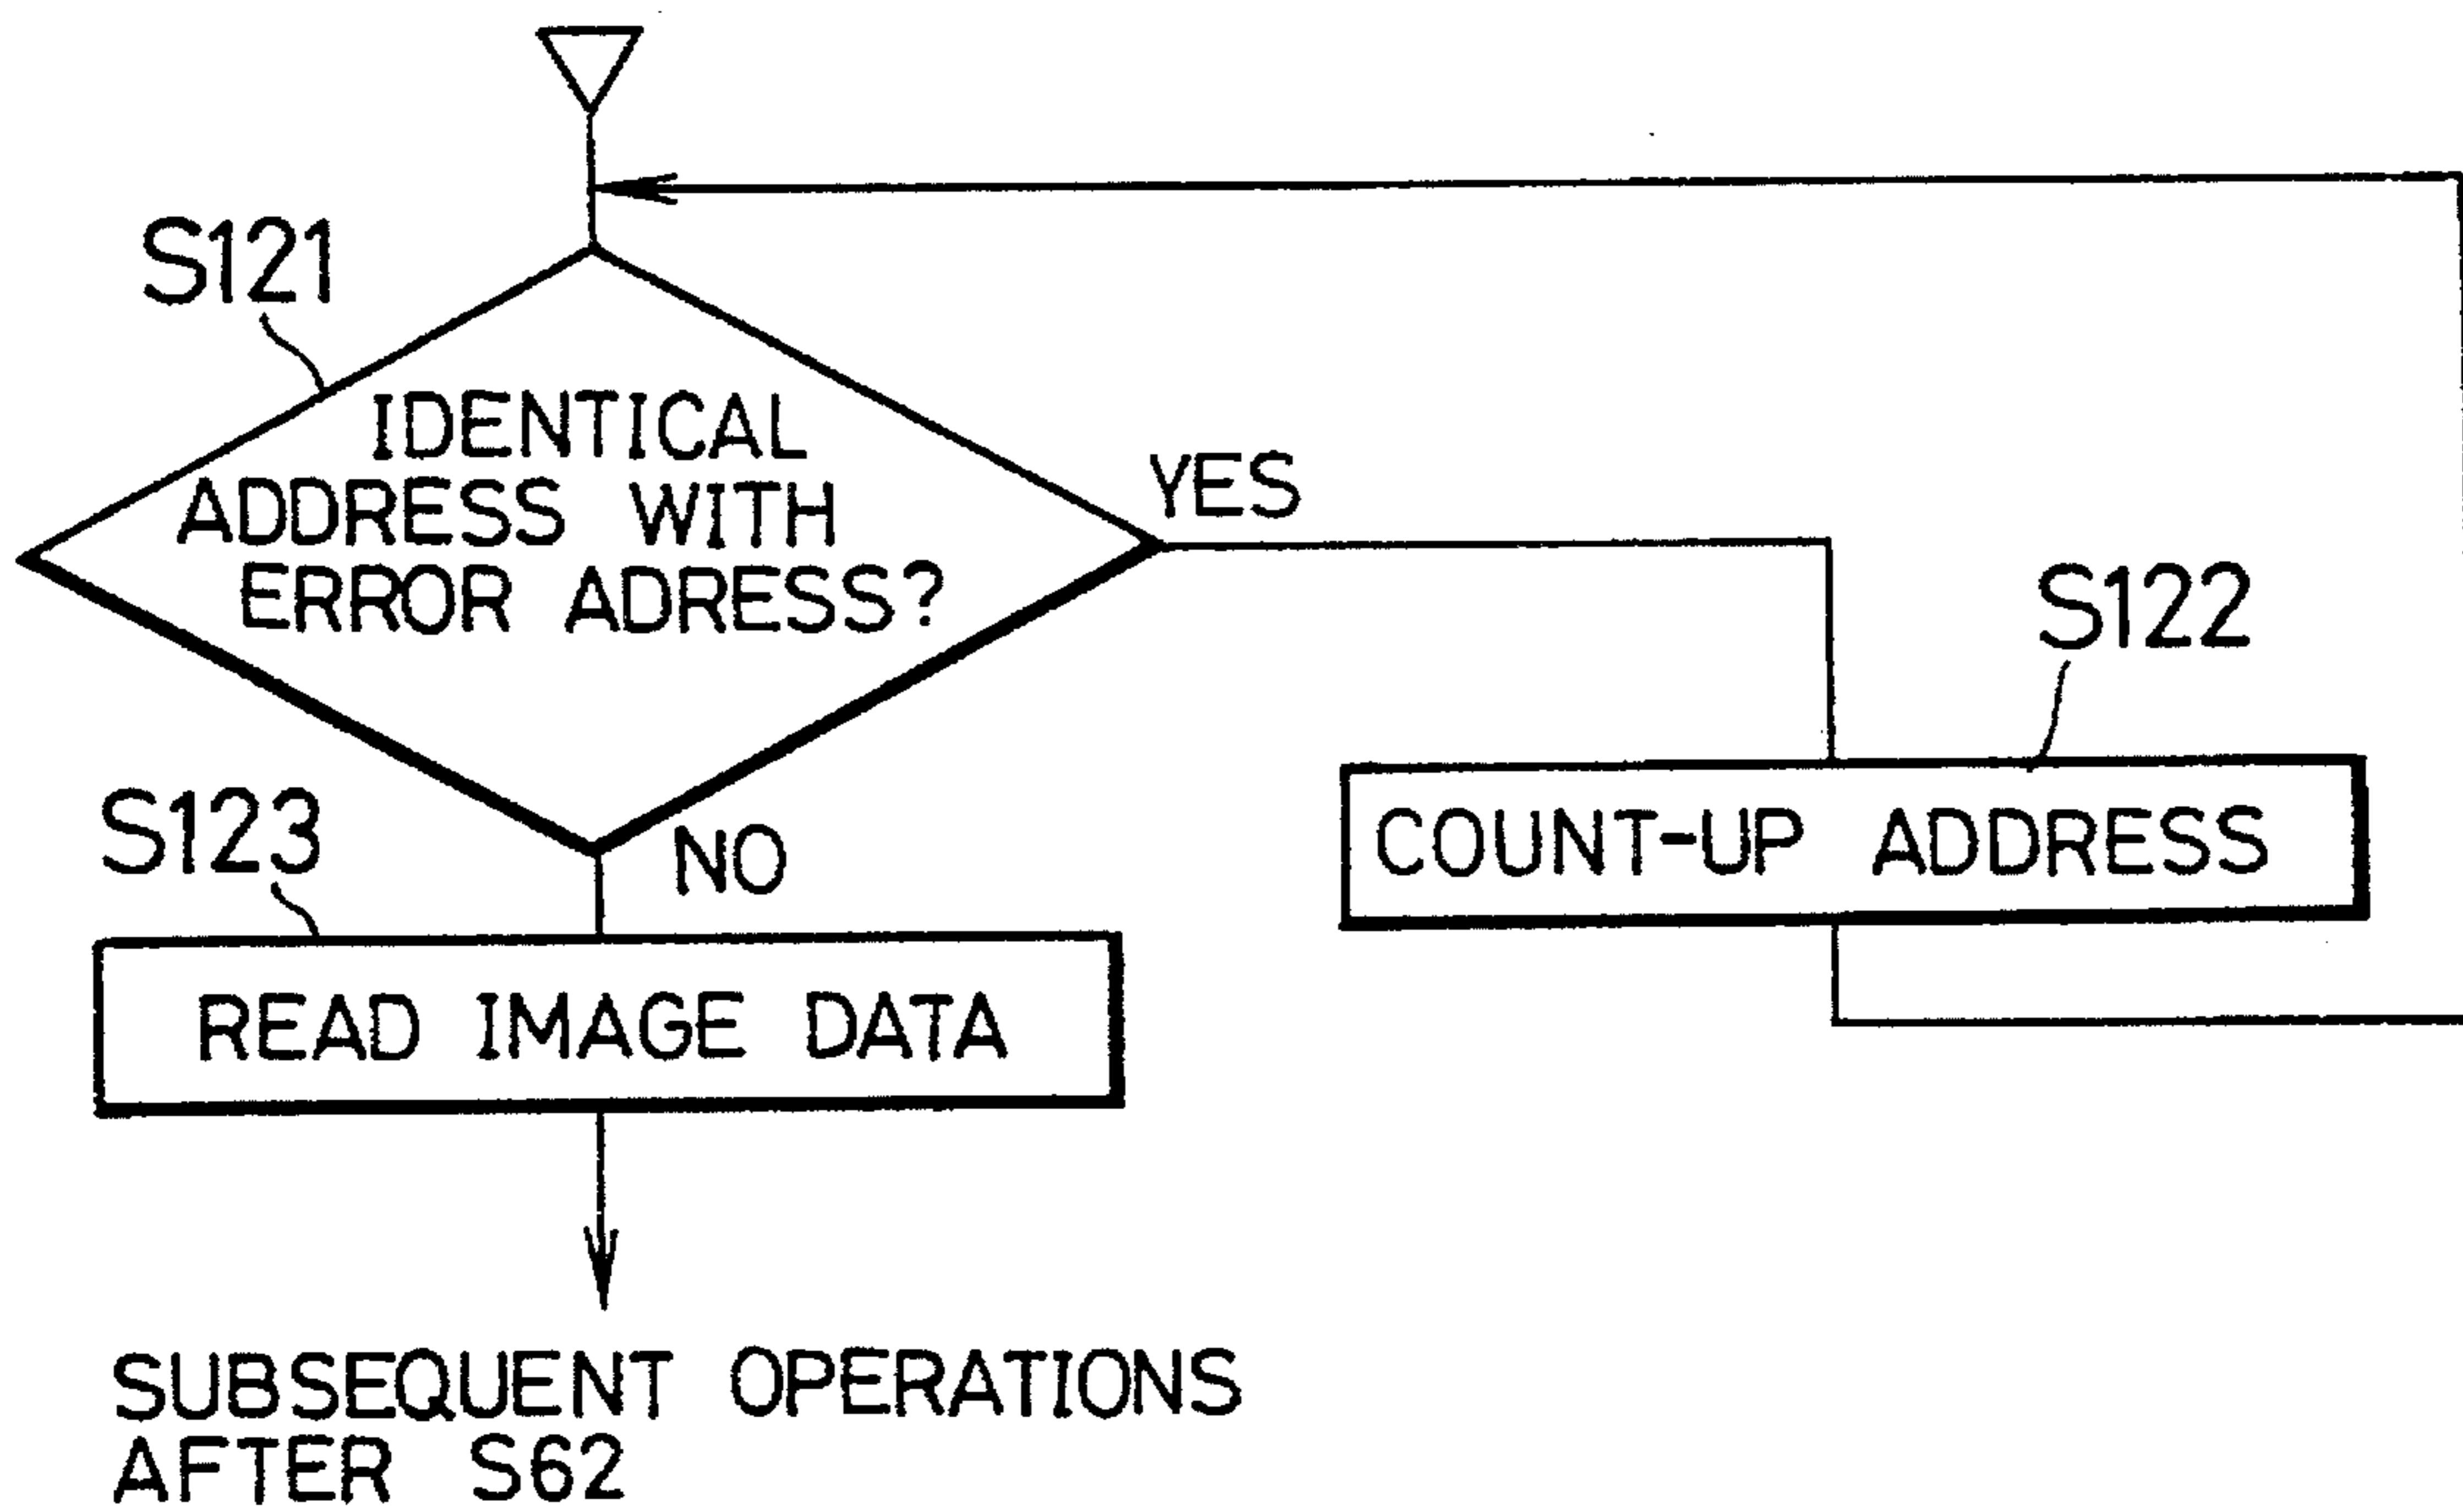 S121
IDENTICAL
ADDRESS WITH
ERROR ADRESS?
YES
S122
COUNT-UP ADDRESS
S123
NO
READ IMAGE DATA
SUBSEQUENT OPERATIONS
AFTER S62